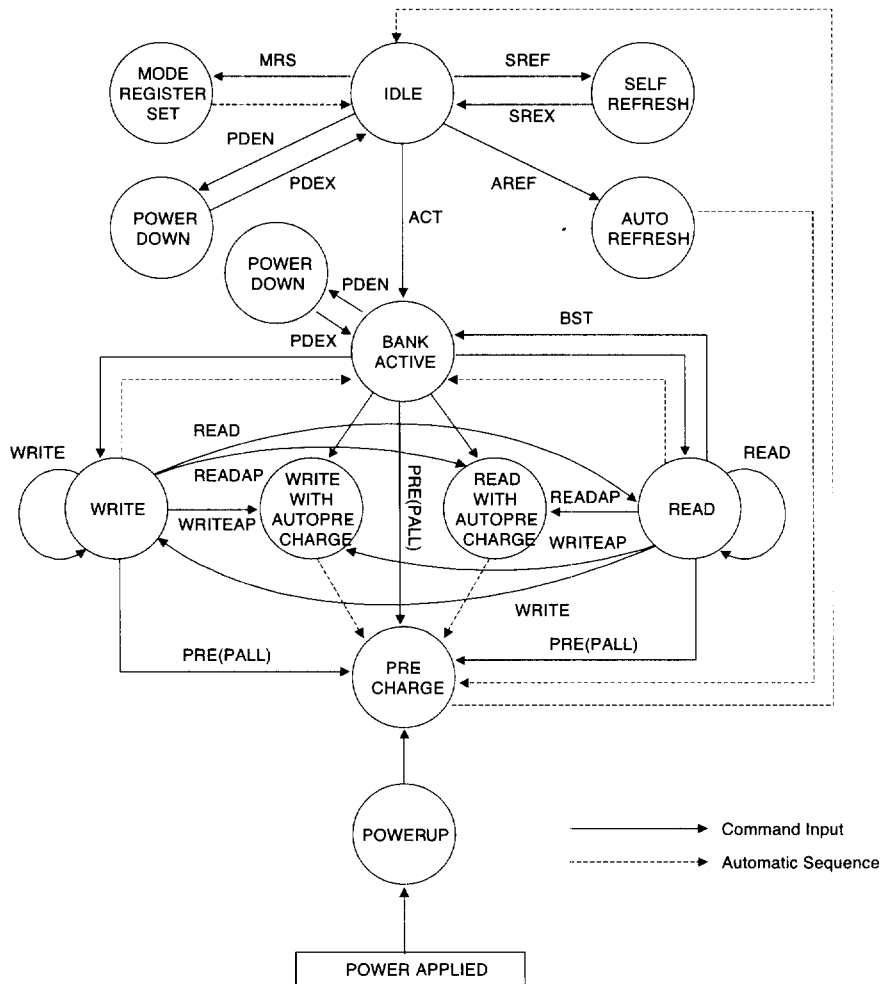 MRS
SREF
MODE
REGISTER
SET
IDLE
SELF
REFRESH
SREX
PDEN
PDEX
AREF
POWER
DOWN
ACT
AUTO
REFRESH
POWER
DOWN
PDEN
PDEX
BST
BANK
ACTIVE
WRITE
READ
READ
READAP
WRITE
WRITEAP
WRITE
WITH
AUTOPRE
CHARGE
PRE(PALL)
READ
WITH
AUTOPRE
CHARGE
READAP
WRITEAP
READ
WRITE
PRE(PALL)
PRE(PALL)
PRE
CHARGE
POWERUP
Command Input
Automatic Sequence
POWER APPLIED